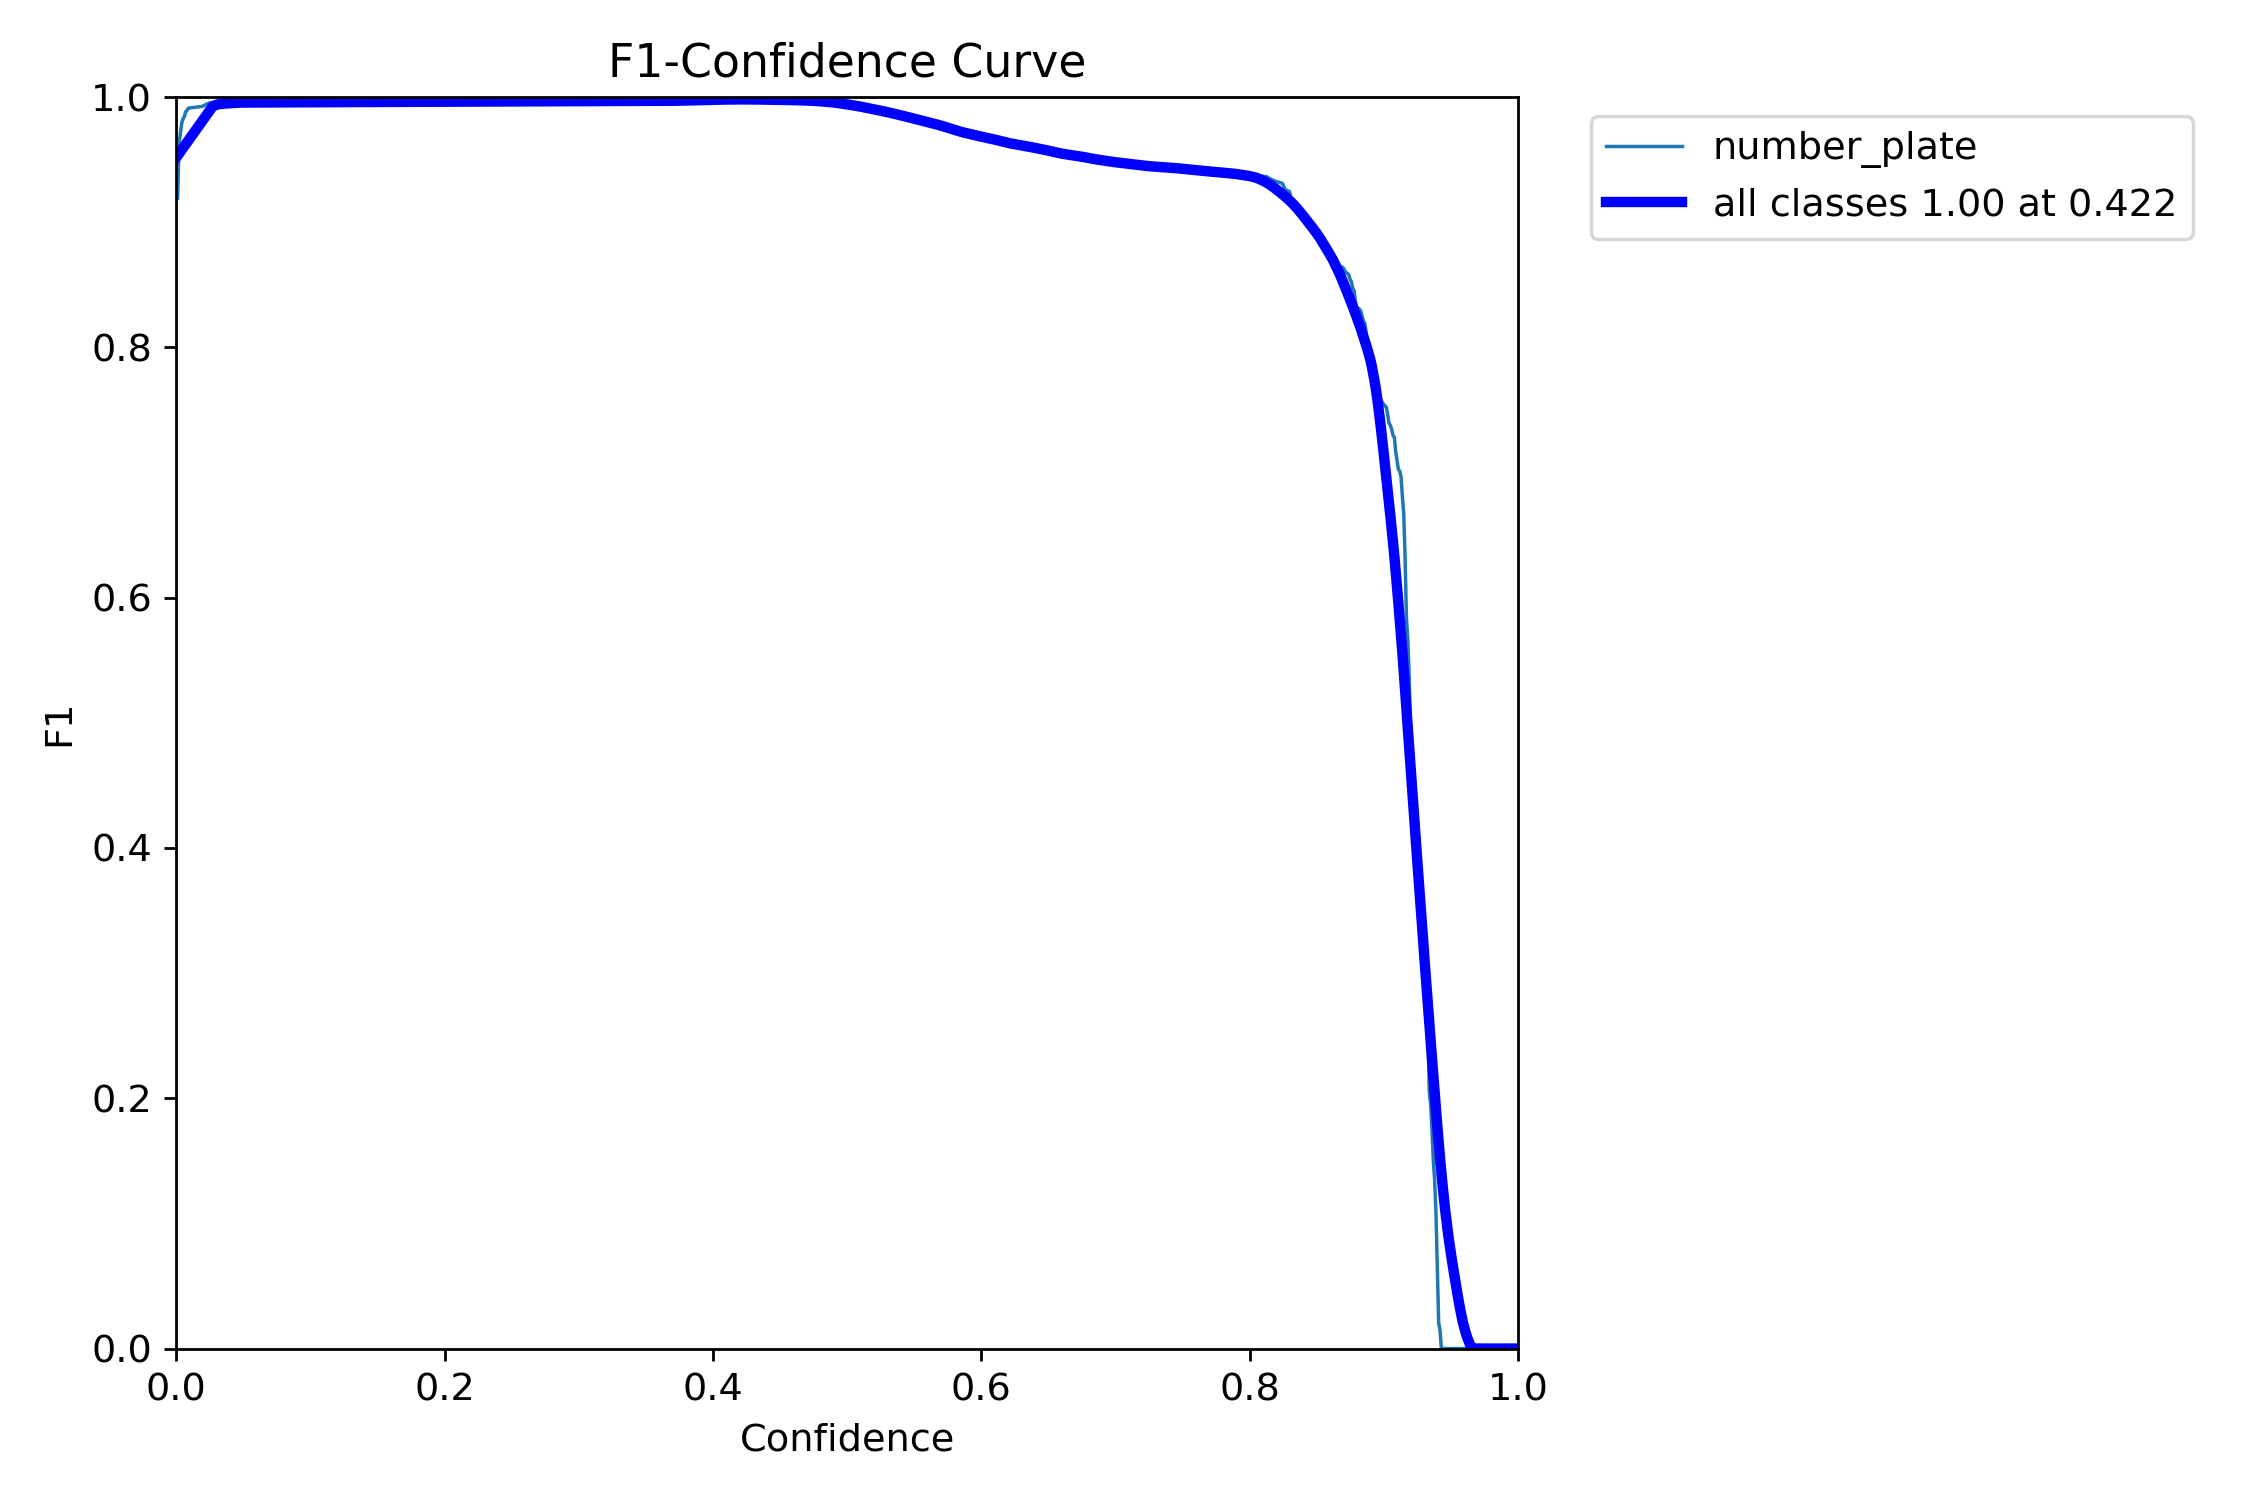 F1-Confidence Curve
number_plate
all classes 1.00 at 0.422
1.0
0.8
0.6
0.4
0.2
0.0
F1
0.0 0.2 0.4 0.6 0.8 1.0
Confidence